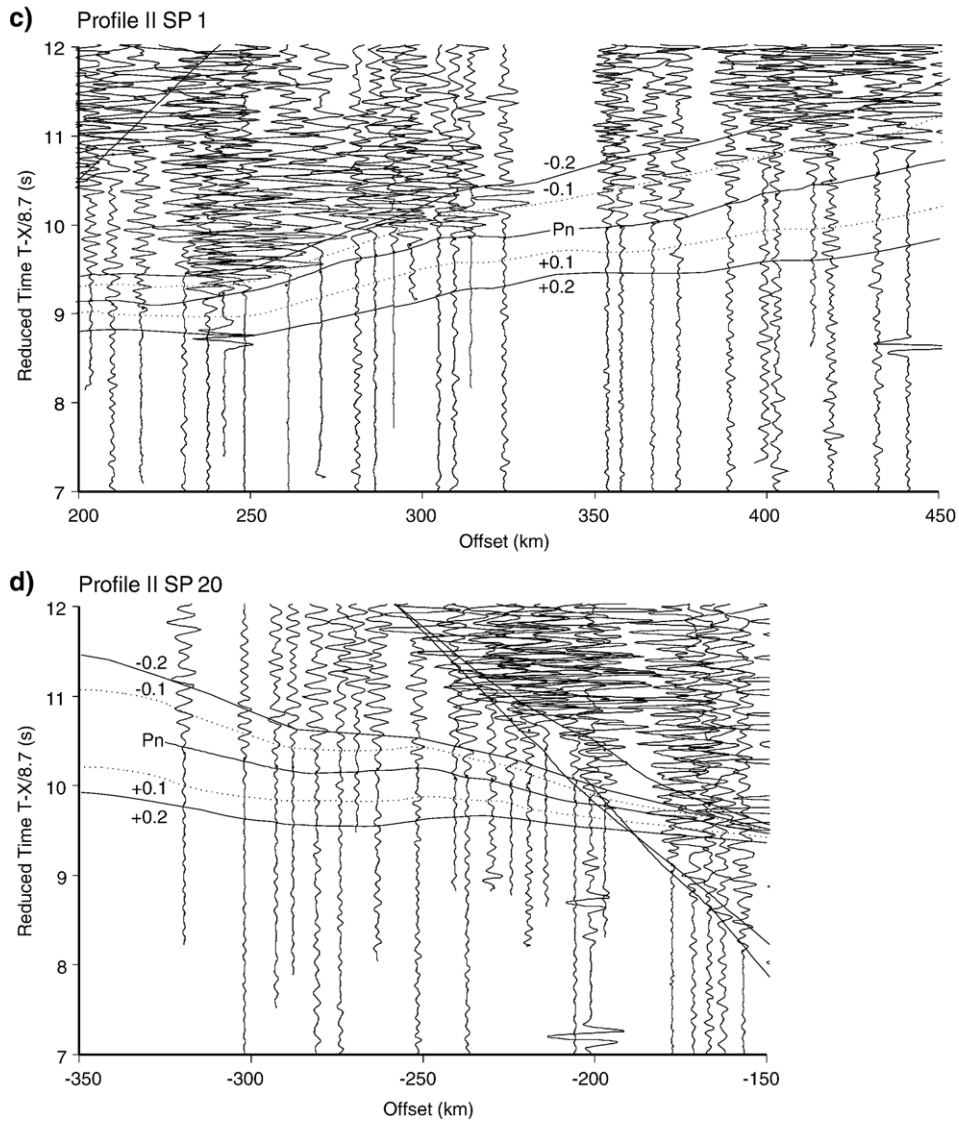 c) Profile II SP 1
12
11
10
9
8
7
Reduced Time T-X/8.7 (s)
-0.2
-0.1
Pn
+0.1
+0.2
200 250 300 350 400 450
Offset (km)
d) Profile II SP 20
12
11
10
9
8
7
Reduced Time T-X/8.7 (s)
-0.2
-0.1
Pn
+0.1
+0.2
-350 -300 -250 -200 -150
Offset (km)